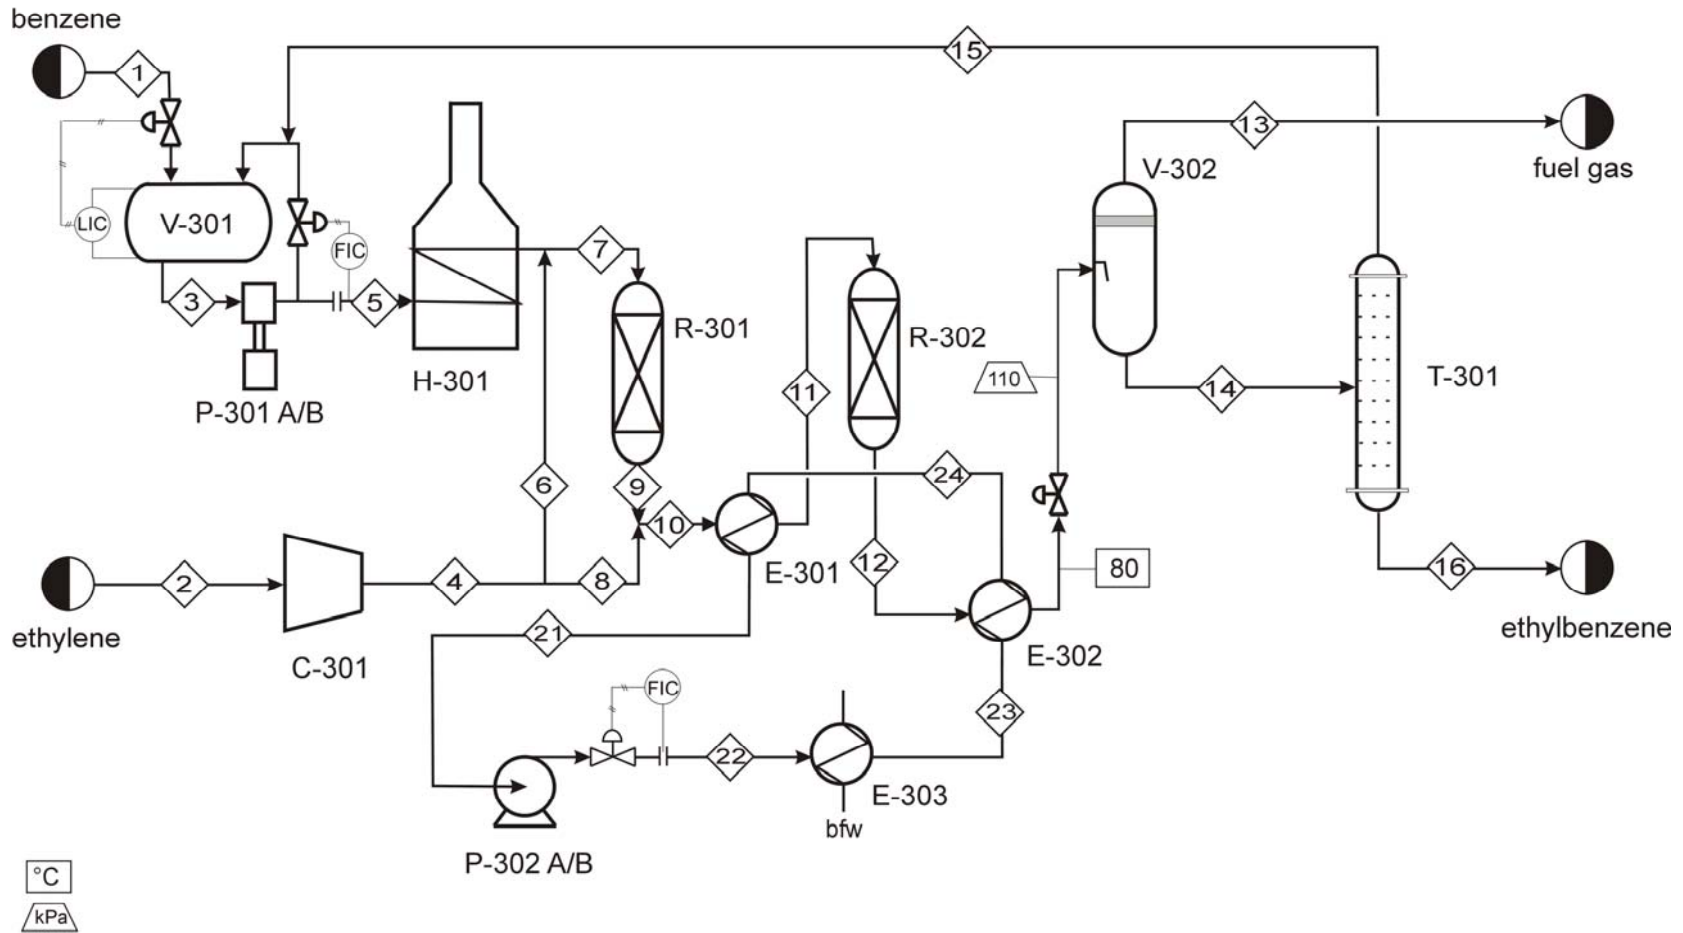 benzene
1
15
13
fuel gas
V-302
LIC
V-301
FIC
3
5
7
H-301
P-301 A/B
R-301
R-302
11
110
14
T-301
6
9
10
24
E-301
12
80
16
2
4
8
ethylene
C-301
21
E-302
ethylbenzene
FIC
23
22
E-303
bfw
P-302 A/B
°C
kPa